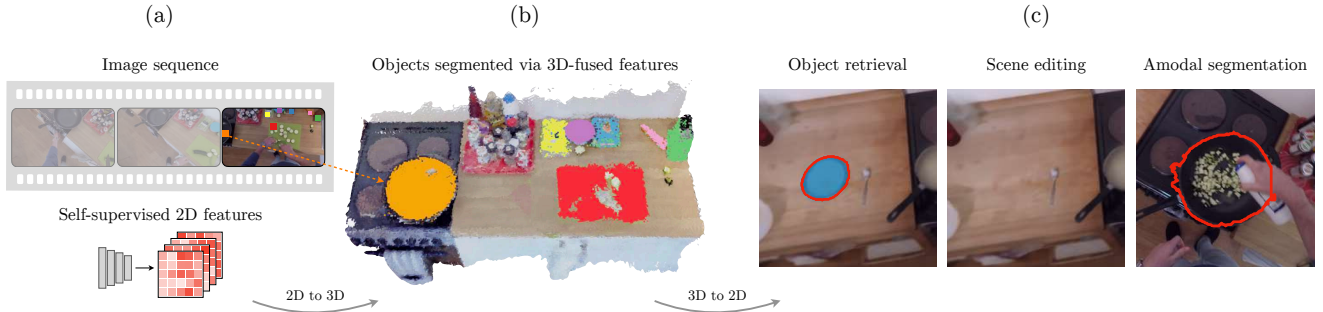 (a)
(b)
(c)
Image sequence
Objects segmented via 3D-fused features
Object retrieval
Scene editing
Amodal segmentation
Self-supervised 2D features
2D to 3D
3D to 2D